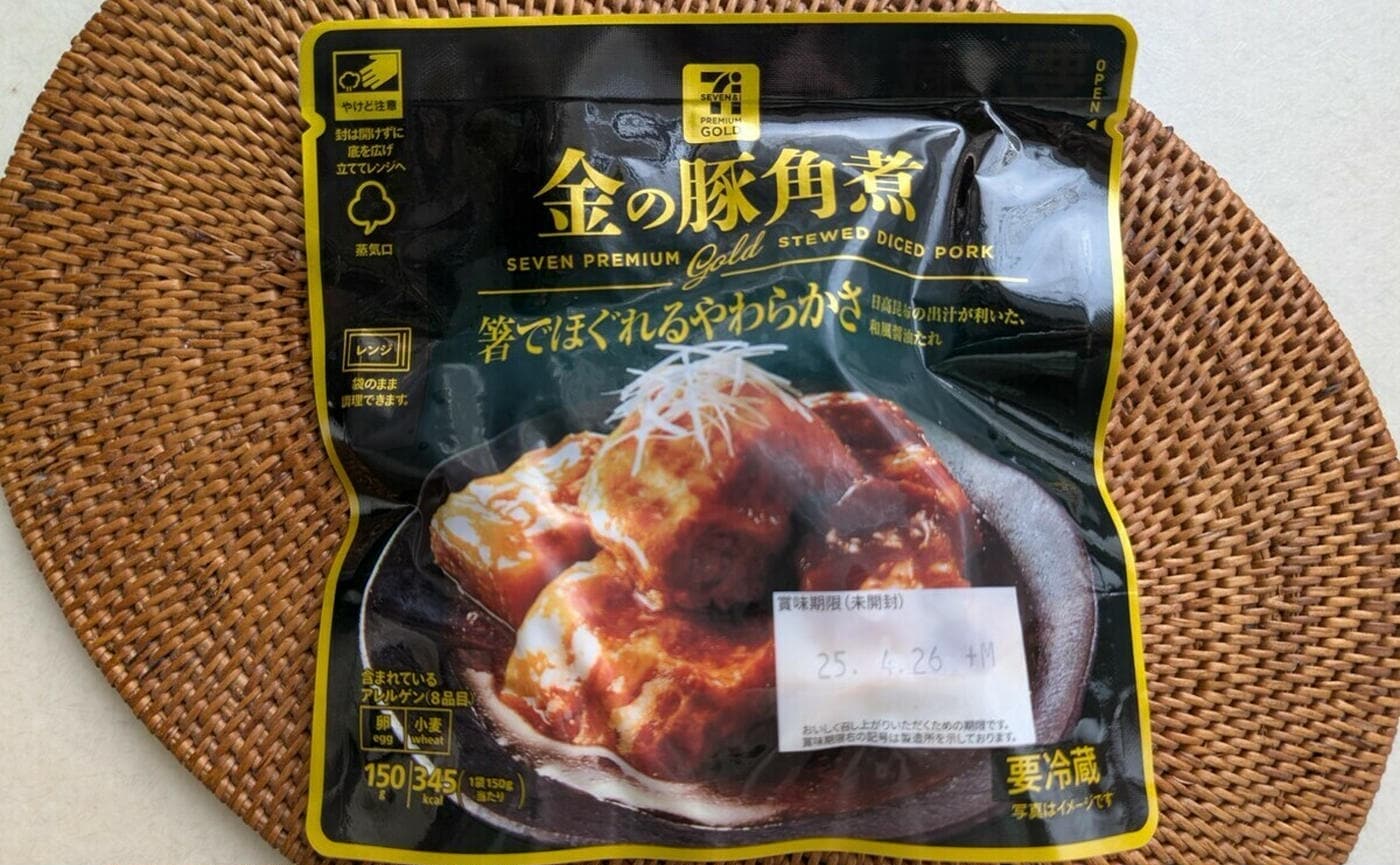 OPEN
やけど注意
封は開けずに
底を広げ
立ててレンジへ
蒸気口
レンジ
袋のまま
調理できます。
SEVEN&i
PREMIUM
GOLD
金の豚角煮
SEVEN PREMIUM Gold STEWED DICED PORK
箸でほぐれるやわらかさ
日高昆布の出汁が利いた、
和風醤油たれ
賞味期限(未開封)
25. 4.26 +M
おいしく召し上がりいただくための期限です。
賞味期限右の記号は製造所を示しております。
含まれている
アレルゲン(8品目)
卵 小麦
egg wheat
150g 345kcal (1袋150g当たり)
要冷蔵
写真はイメージです